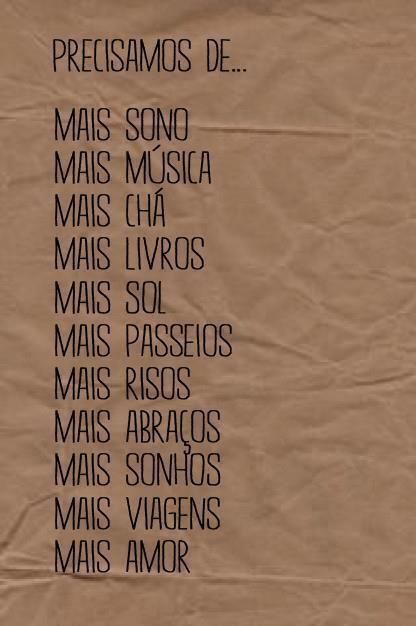 PRECISAMOS DE...
MAIS SONO
MAIS MÚSICA
MAIS CHÁ
MAIS LIVROS
MAIS SOL
MAIS PASSEIOS
MAIS RISOS
MAIS ABRAÇOS
MAIS SONHOS
MAIS VIAGENS
MAIS AMOR